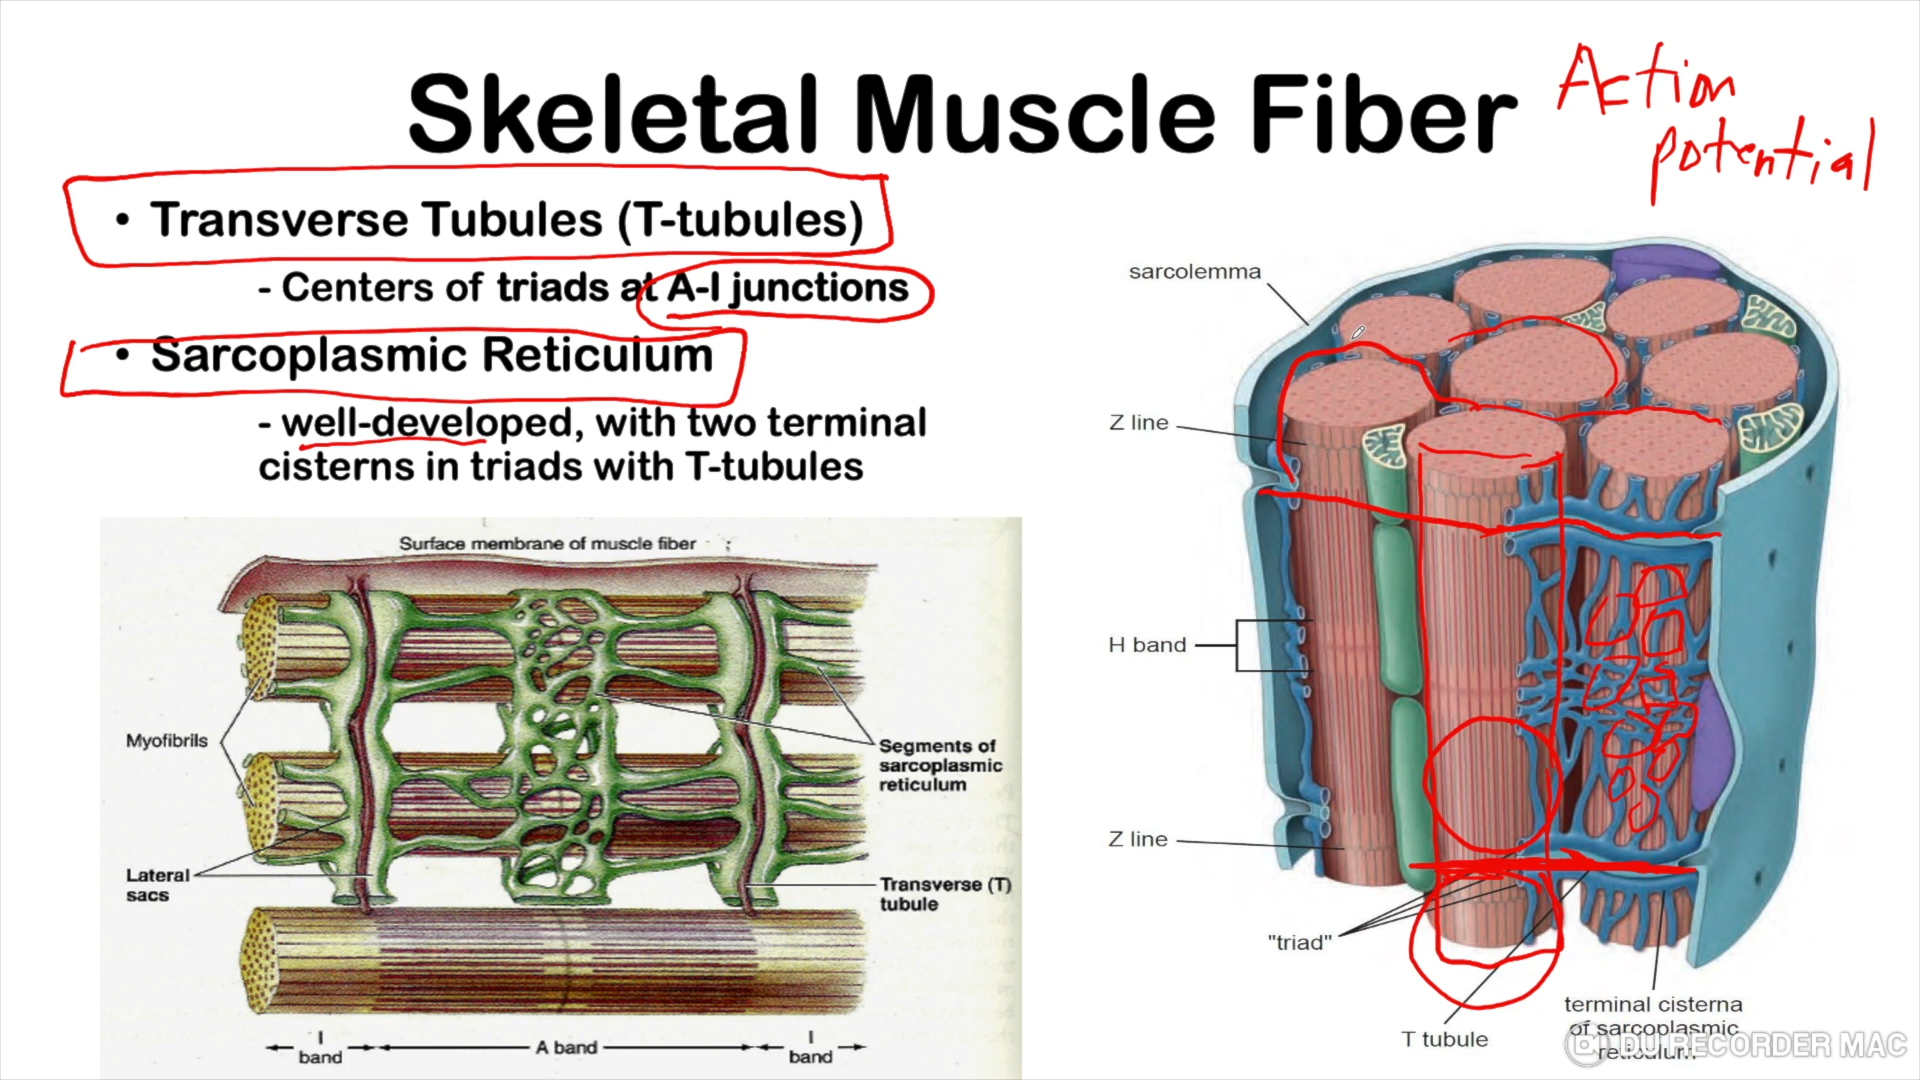 Skeletal Muscle Fiber
Action
potential
• Transverse Tubules (T-tubules)
- Centers of triads at A-I junctions
• Sarcoplasmic Reticulum
- well-developed, with two terminal
cisterns in triads with T-tubules
Surface membrane of muscle fiber
Myofibrils
Segments of
sarcoplasmic
reticulum
Lateral
sacs
Transverse (T)
tubule
I
band
A band
I
band
sarcolemma
Z line
H band
Z line
"triad"
T tubule
terminal cisterna
of sarcoplasmic
reticulum
DU RECORDER MAC